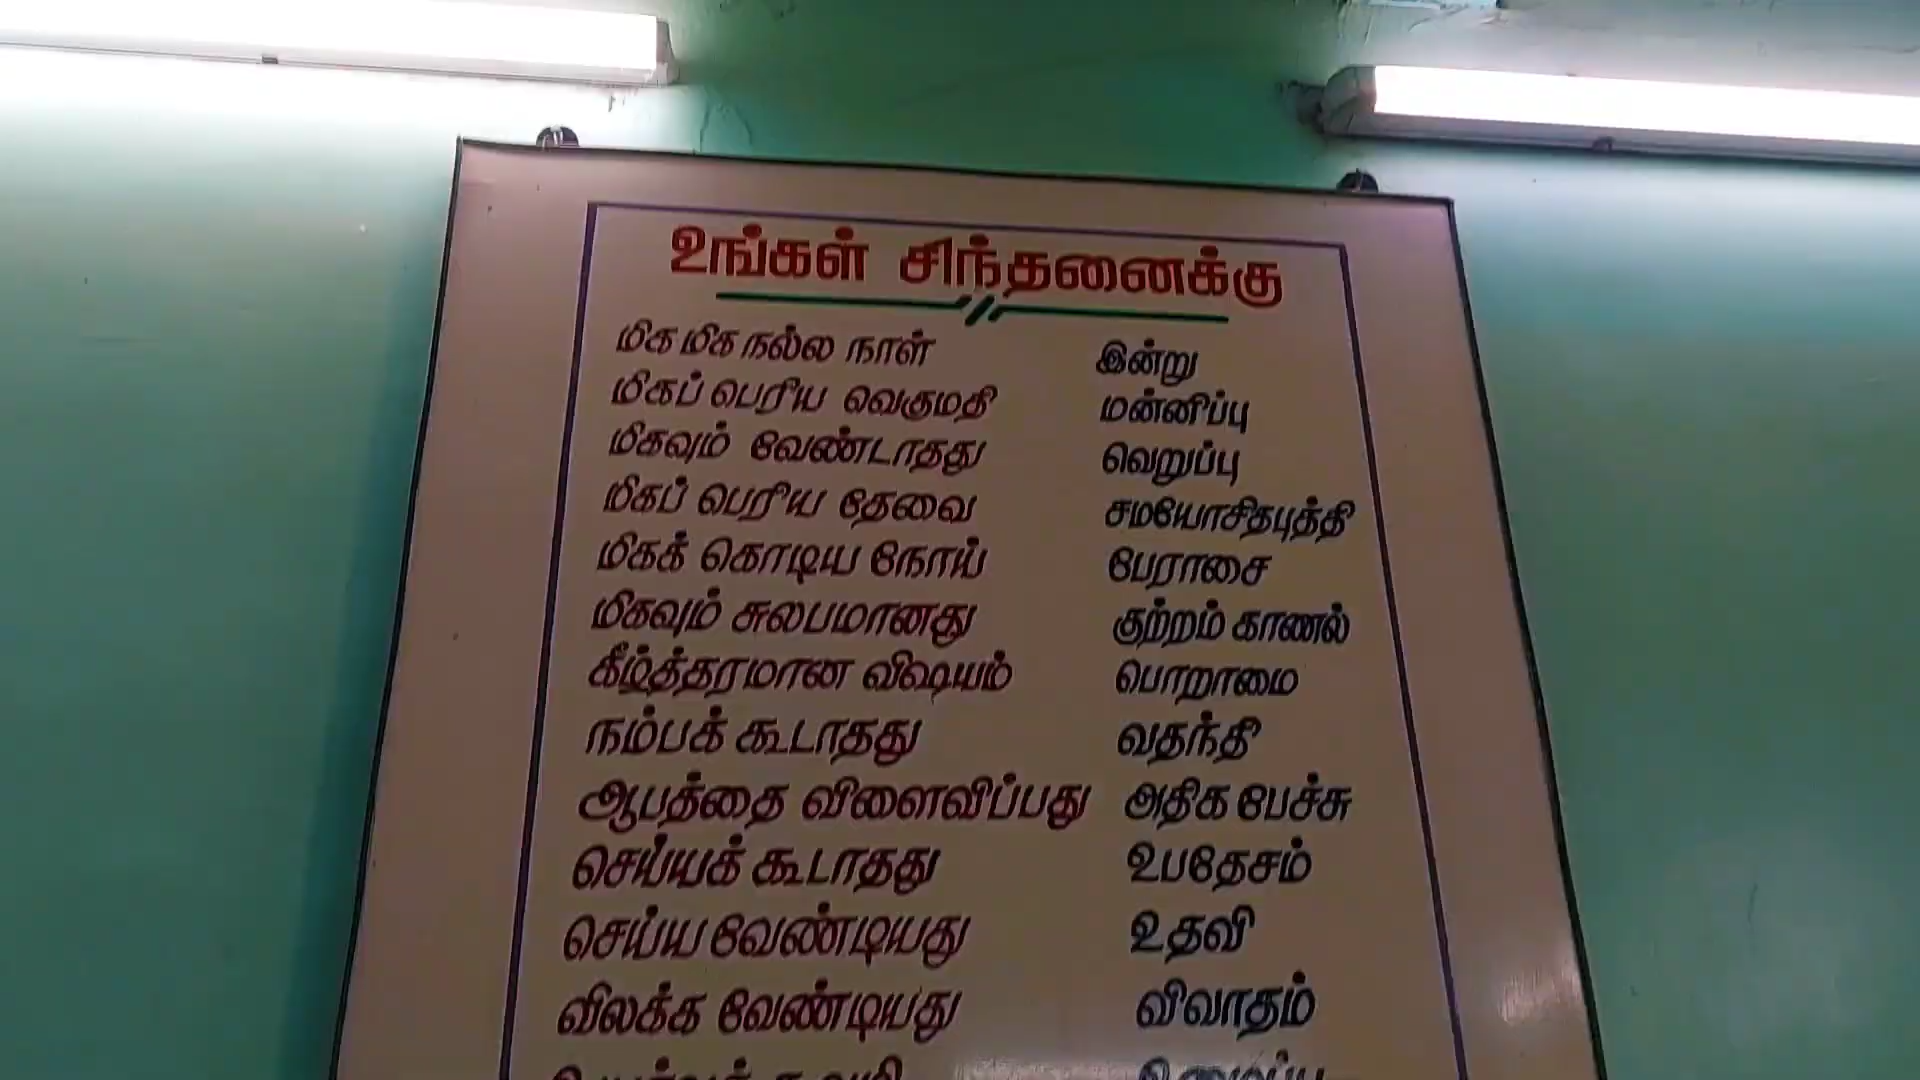 உங்கள் சிந்தனைக்கு
மிக மிக நல்ல நாள் இன்று
மிகப் பெரிய வெகுமதி மன்னிப்பு
மிகவும் வேண்டாதது வெறுப்பு
மிகப் பெரிய தேவை சமயோசிதபுத்தி
மிகக் கொடிய நோய் பேராசை
மிகவும் சுலபமானது குற்றம் காணல்
கீழ்த்தரமான விஷயம் பொறாமை
நம்பக் கூடாதது வதந்தி
ஆபத்தை விளைவிப்பது அதிக பேச்சு
செய்யக் கூடாதது உபதேசம்
செய்ய வேண்டியது உதவி
விலக்க வேண்டியது விவாதம்